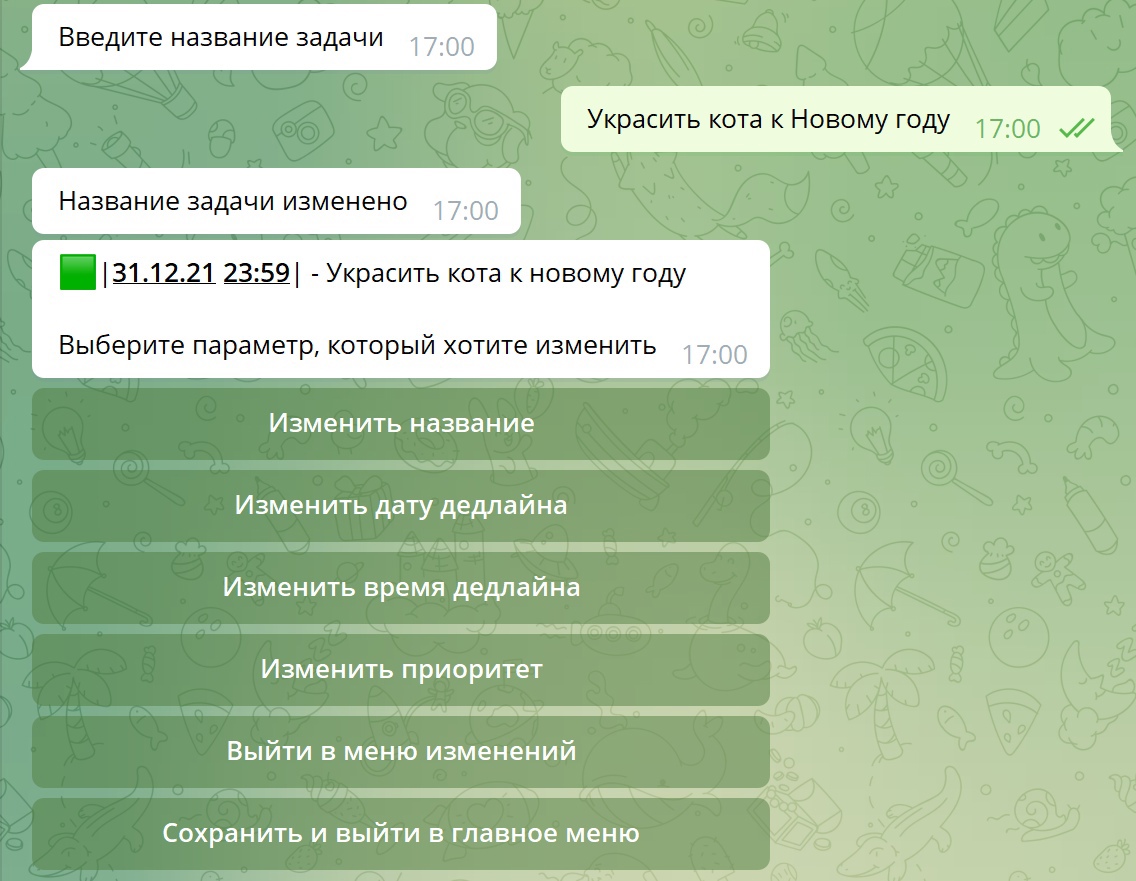 Введите название задачи 17:00
Украсить кота к Новому году 17:00
Название задачи изменено 17:00
|31.12.21 23:59| - Украсить кота к новому году
Выберите параметр, который хотите изменить 17:00
Изменить название
Изменить дату дедлайна
Изменить время дедлайна
Изменить приоритет
Выйти в меню изменений
Сохранить и выйти в главное меню